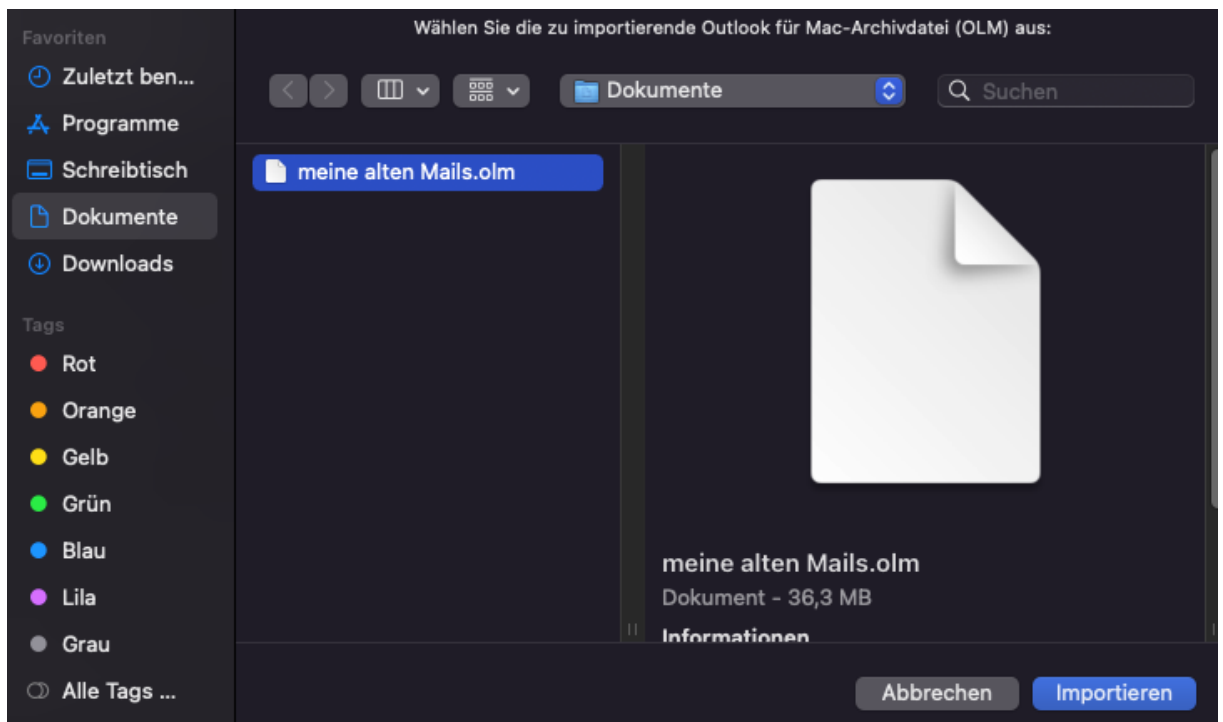 Wählen Sie die zu importierende Outlook für Mac-Archivdatei (OLM) aus:
Favoriten
Zuletzt ben...
Programme
Schreibtisch
Dokumente
Downloads
Tags
Rot
Orange
Gelb
Grün
Blau
Lila
Grau
Alle Tags ...
Dokumente
Suchen
meine alten Mails.olm
meine alten Mails.olm
Dokument – 36,3 MB
Informationen
Abbrechen
Importieren